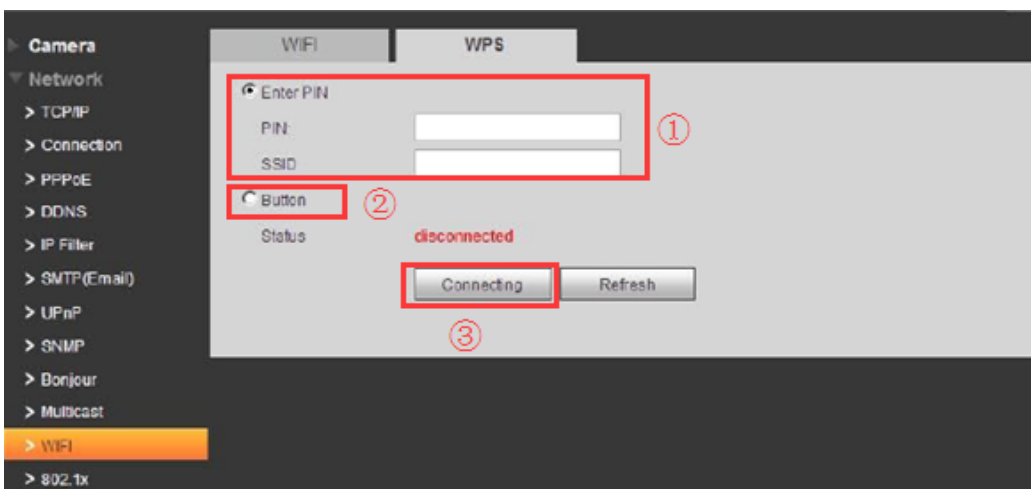 Camera
Network
> TCP/IP
> Connection
> PPPoE
> DDNS
> IP Filter
> SMTP(Email)
> UPnP
> SNMP
> Bonjour
> Multicast
> WIFI
> 802.1x
WIFI WPS
Enter PIN
PIN:
SSID
①
Button
②
Status disconnected
Connecting Refresh
③